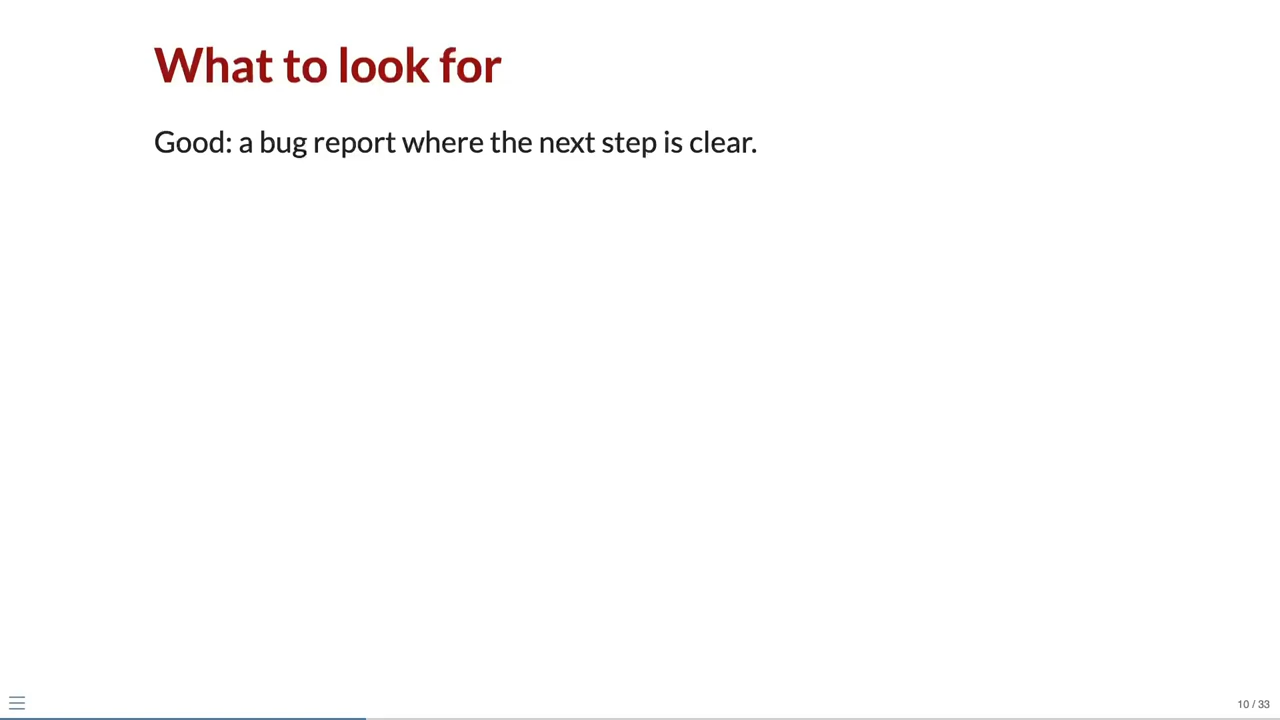 What to look for
Good: a bug report where the next step is clear.
10 / 33